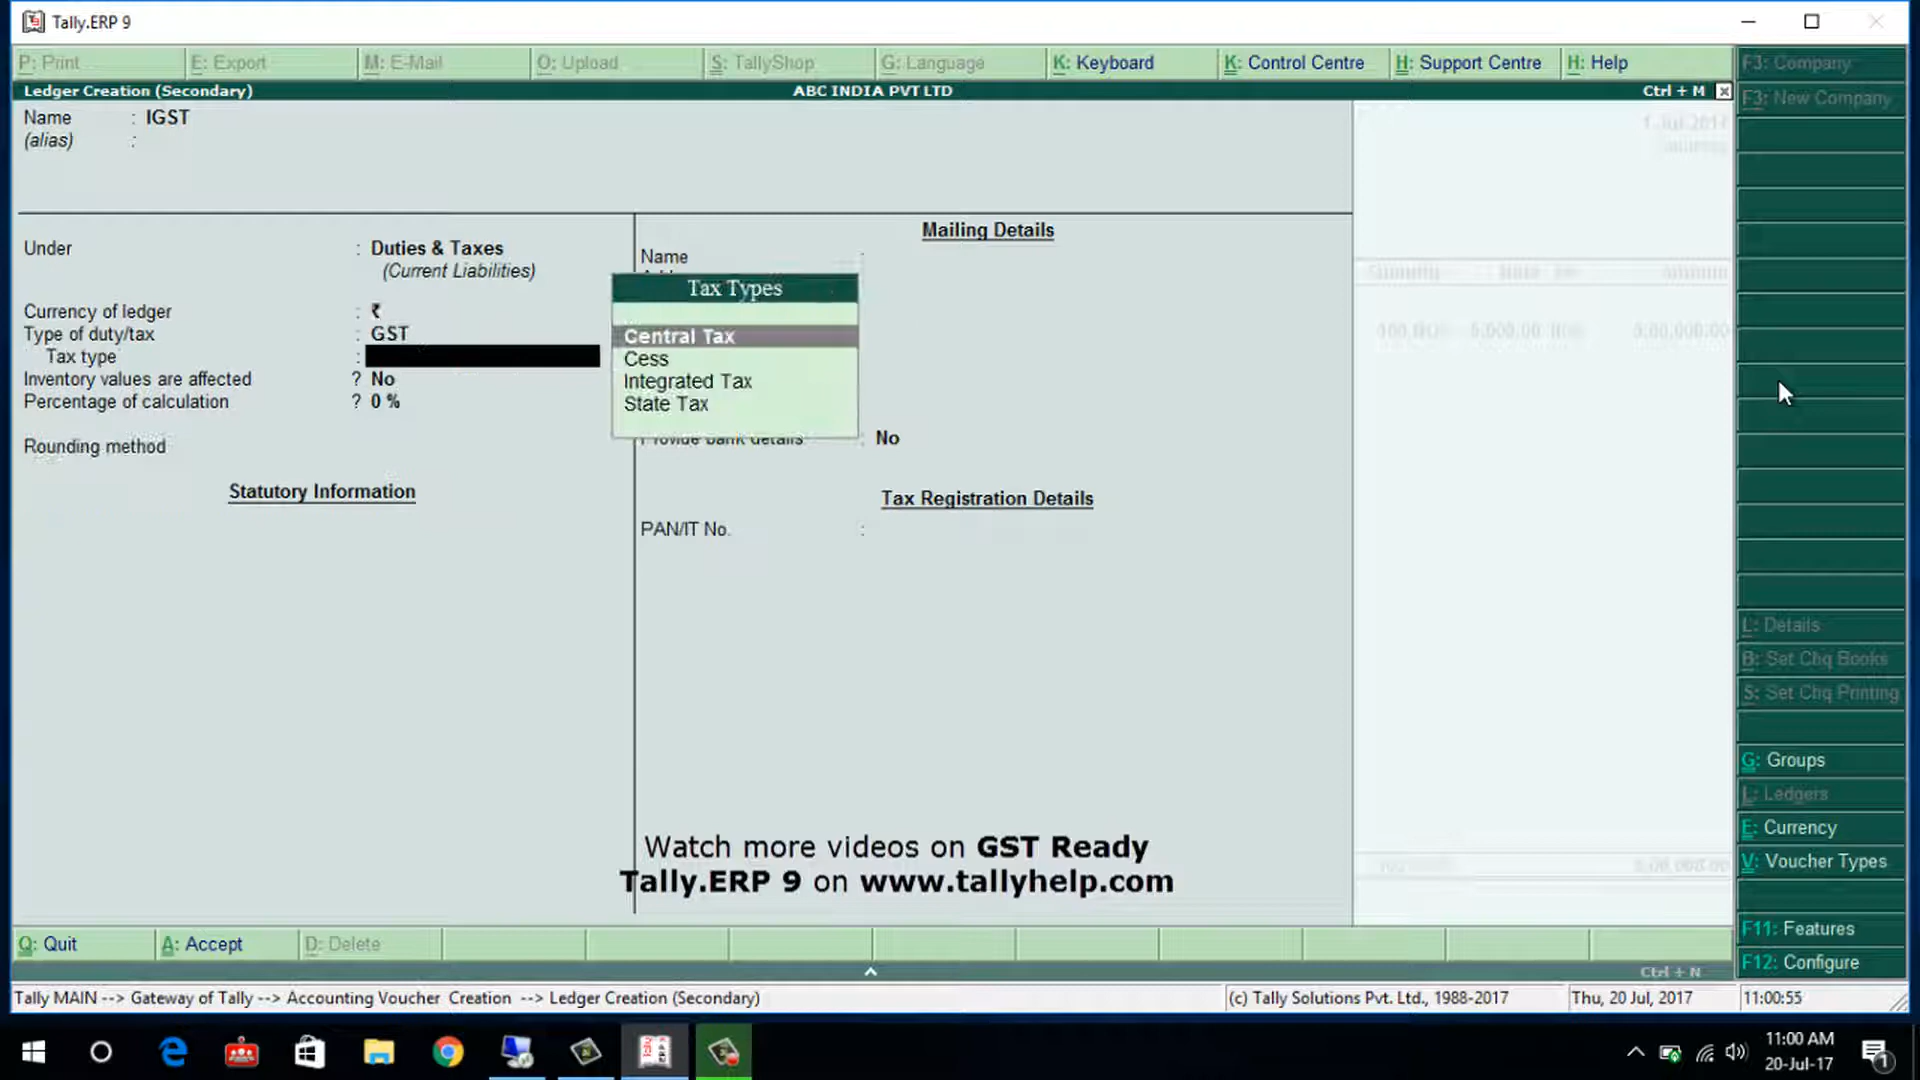 Tally.ERP 9
P: Print E: Export M: E-Mail O: Upload S: TallyShop G: Language K: Keyboard K: Control Centre H: Support Centre H: Help F3: Company
Ledger Creation (Secondary) ABC INDIA PVT LTD Ctrl + M
F3: New Company
Name : IGST
(alias) :
1-Jul-2017
Mailing Details
Under : Duties & Taxes
(Current Liabilities)
Name :
Tax Types
Currency of ledger : ₹
Type of duty/tax : GST
Tax type :
Inventory values are affected ? No
Percentage of calculation ? 0 %
Rounding method
Central Tax
Cess
Integrated Tax
State Tax
Provide bank details : No
Statutory Information
Tax Registration Details
PAN/IT No. :
L: Details
B: Set Chq Books
S: Set Chq Printing
G: Groups
L: Ledgers
E: Currency
V: Voucher Types
F11: Features
F12: Configure
Watch more videos on GST Ready
Tally.ERP 9 on www.tallyhelp.com
Q: Quit A: Accept D: Delete
Ctrl + N
Tally MAIN --> Gateway of Tally --> Accounting Voucher Creation --> Ledger Creation (Secondary) (c) Tally Solutions Pvt. Ltd., 1988-2017 Thu, 20 Jul, 2017 11:00:55
11:00 AM
20-Jul-17
1